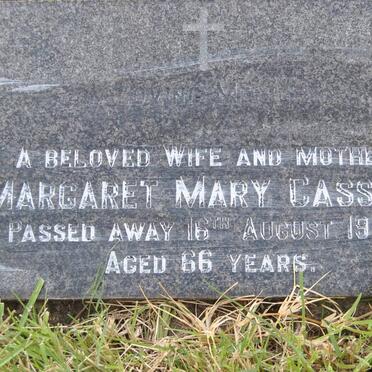 A BELOVED WIFE AND MOTHE
MARGARET MARY CASS
PASSED AWAY 16TH AUGUST 19
AGED 66 YEARS.